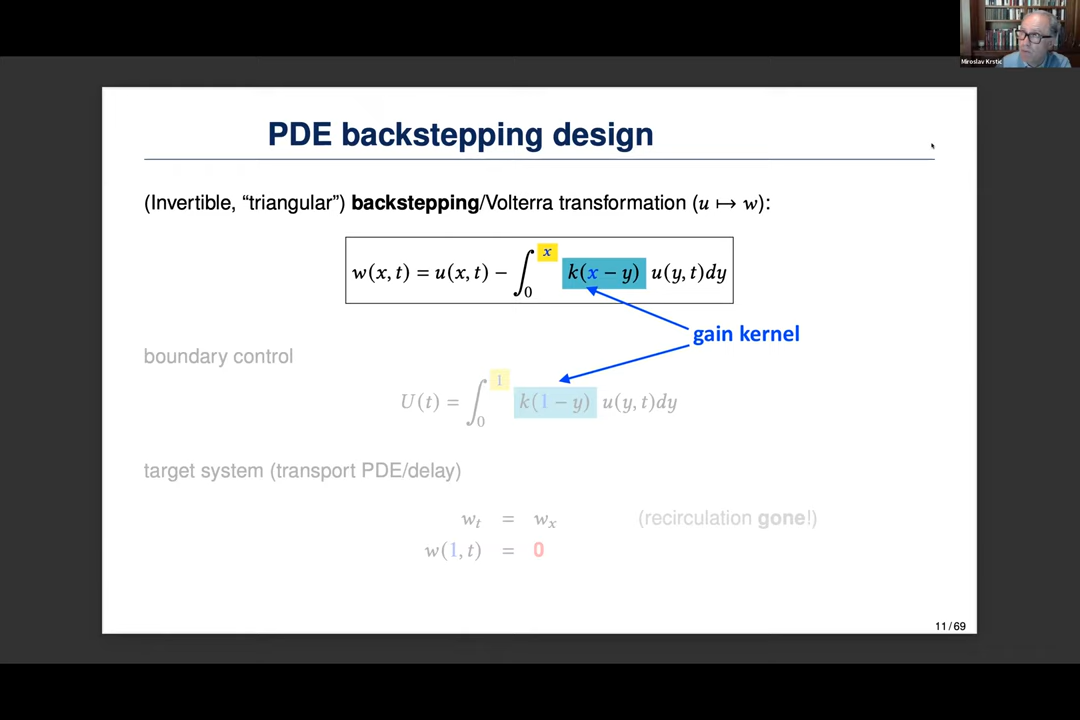 Miroslav Krstic
PDE backstepping design
(Invertible, “triangular”) backstepping/Volterra transformation (u ↦ w):
w(x, t) = u(x, t) − ∫₀ˣ k(x − y) u(y, t)dy
gain kernel
boundary control
U(t) = ∫₀¹ k(1 − y) u(y, t)dy
target system (transport PDE/delay)
wₜ = wₓ (recirculation gone!)
w(1, t) = 0
11/69